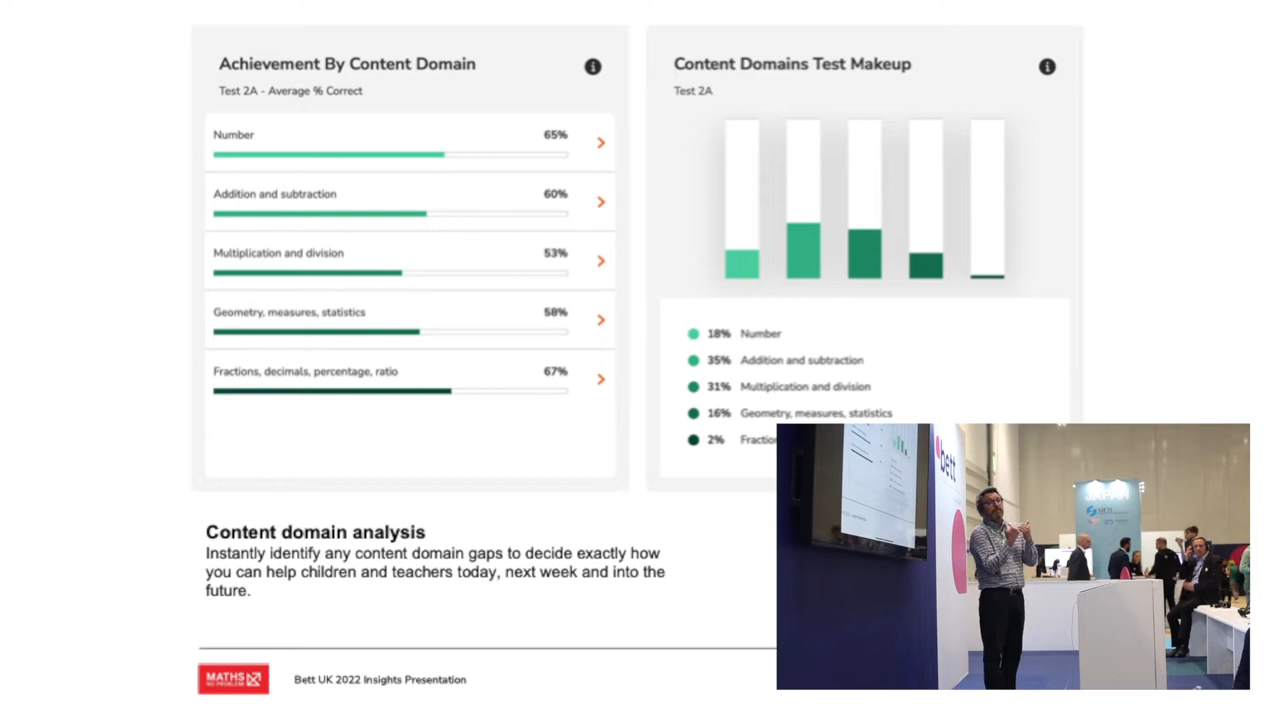 Achievement By Content Domain
Test 2A - Average % Correct
Number 65%
Addition and subtraction 60%
Multiplication and division 53%
Geometry, measures, statistics 58%
Fractions, decimals, percentage, ratio 67%
Content Domains Test Makeup
Test 2A
18% Number
35% Addition and subtraction
31% Multiplication and division
16% Geometry, measures, statistics
2%
Content domain analysis
Instantly identify any content domain gaps to decide exactly how
you can help children and teachers today, next week and into the
future.
MATHS
NO PROBLEM!
Bett UK 2022 Insights Presentation
bett
JAPAN